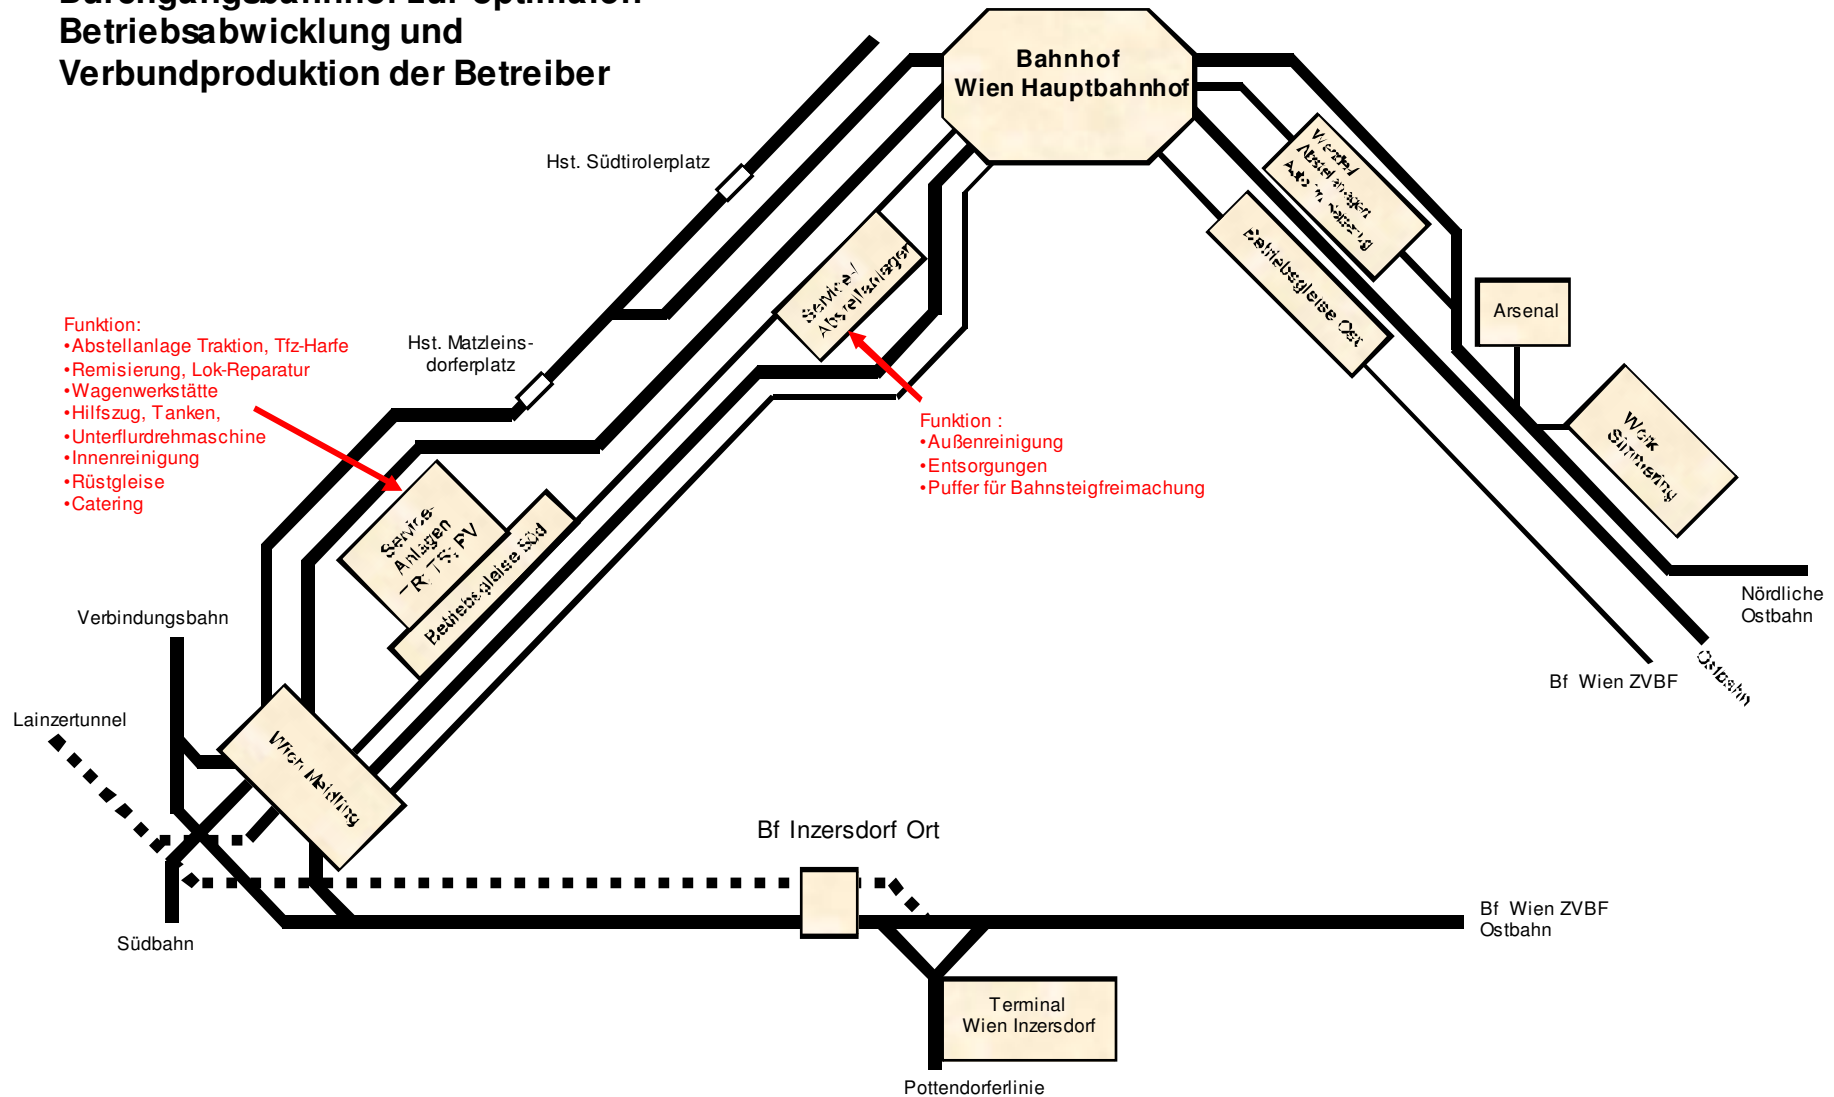 Betriebsabwicklung und
Verbundproduktion der Betreiber
Bahnhof
Wien Hauptbahnhof
Hst. Südtirolerplatz
Hst. Matzleins-
dorferplatz
Funktion:
•Abstellanlage Traktion, Tfz-Harfe
•Remisierung, Lok-Reparatur
•Wagenwerkstätte
•Hilfszug, Tanken,
•Unterflurdrehmaschine
•Innenreinigung
•Rüstgleise
•Catering
Service-/
Abstellanlagen
Funktion :
•Außenreinigung
•Entsorgungen
•Puffer für Bahnsteigfreimachung
Abstellanlagen
Betriebsgleise Ost
Arsenal
Werk
Simmering
Nördliche
Ostbahn
Ostbahn
Bf Wien ZVBF
Service-
Anlagen
Betriebsgleise Süd
Verbindungsbahn
Lainzertunnel
Wien Meidling
Südbahn
Bf Inzersdorf Ort
Bf Wien ZVBF
Ostbahn
Terminal
Wien Inzersdorf
Pottendorferlinie